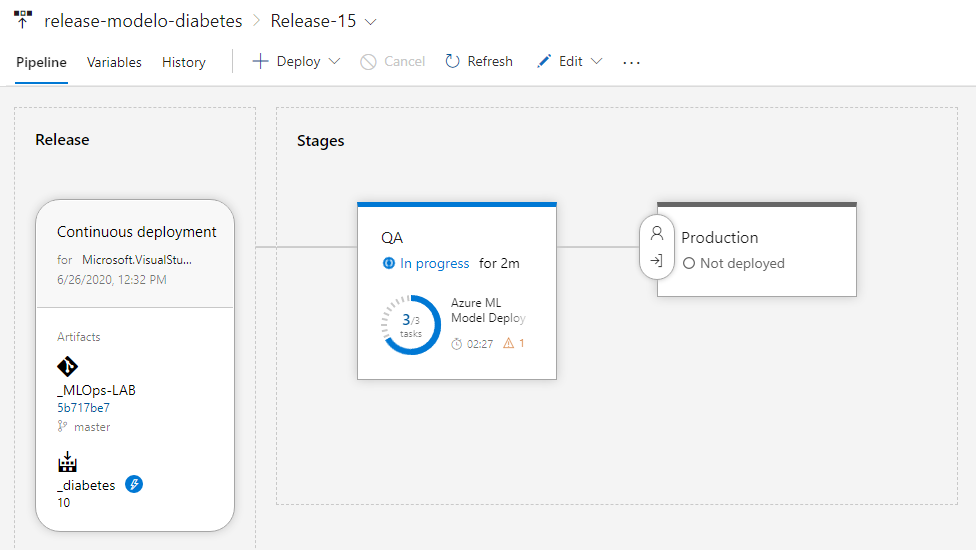 release-modelo-diabetes > Release-15
Pipeline Variables History Deploy Cancel Refresh Edit ...
Release
Continuous deployment
for Microsoft.VisualStu...
6/26/2020, 12:32 PM
Artifacts
_MLOps-LAB
5b717be7
master
_diabetes
10
Stages
QA
In progress for 2m
3/3
tasks
Azure ML
Model Deploy
02:27 1
Production
Not deployed